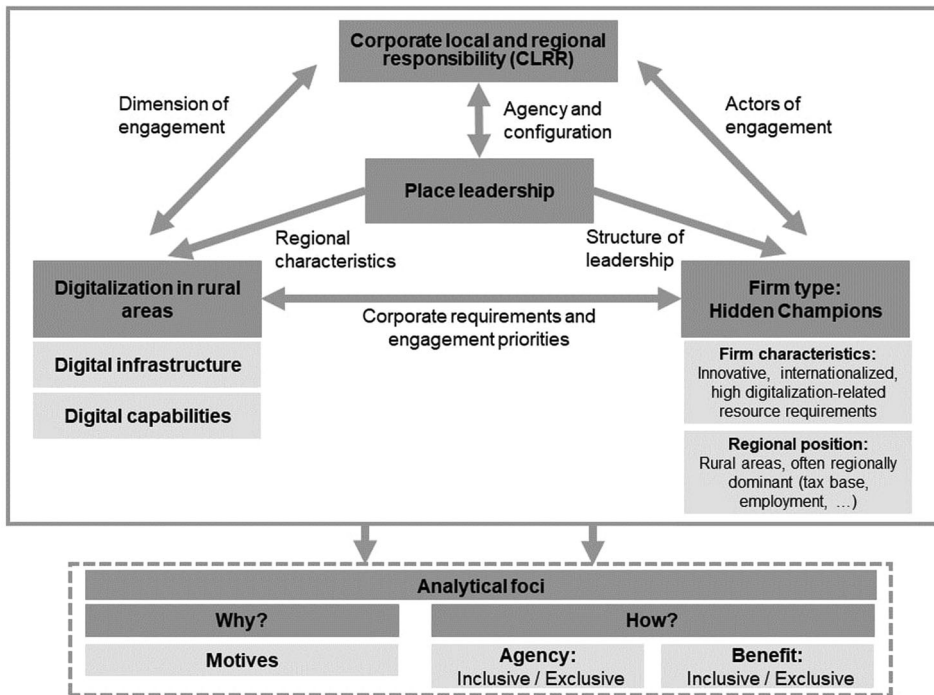 Corporate local and regional
responsibility (CLRR)
Dimension of
engagement
Agency and
configuration
Actors of
engagement
Place leadership
Regional
characteristics
Structure of
leadership
Digitalization in rural
areas
Corporate requirements and
engagement priorities
Firm type:
Hidden Champions
Digital infrastructure
Digital capabilities
Firm characteristics:
Innovative, internationalized,
high digitalization-related
resource requirements
Regional position:
Rural areas, often regionally
dominant (tax base,
employment, …)
Analytical foci
Why?
How?
Motives
Agency:
Inclusive / Exclusive
Benefit:
Inclusive / Exclusive